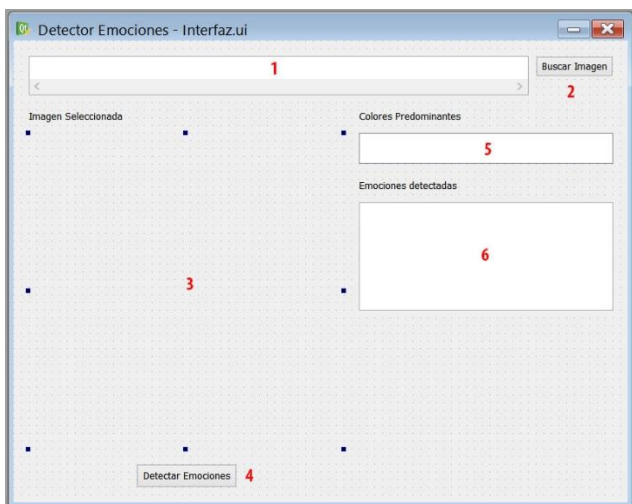 Detector Emociones - Interfaz.ui
1
Buscar Imagen
2
Imagen Seleccionada
Colores Predominantes
5
Emociones detectadas
6
3
Detectar Emociones 4